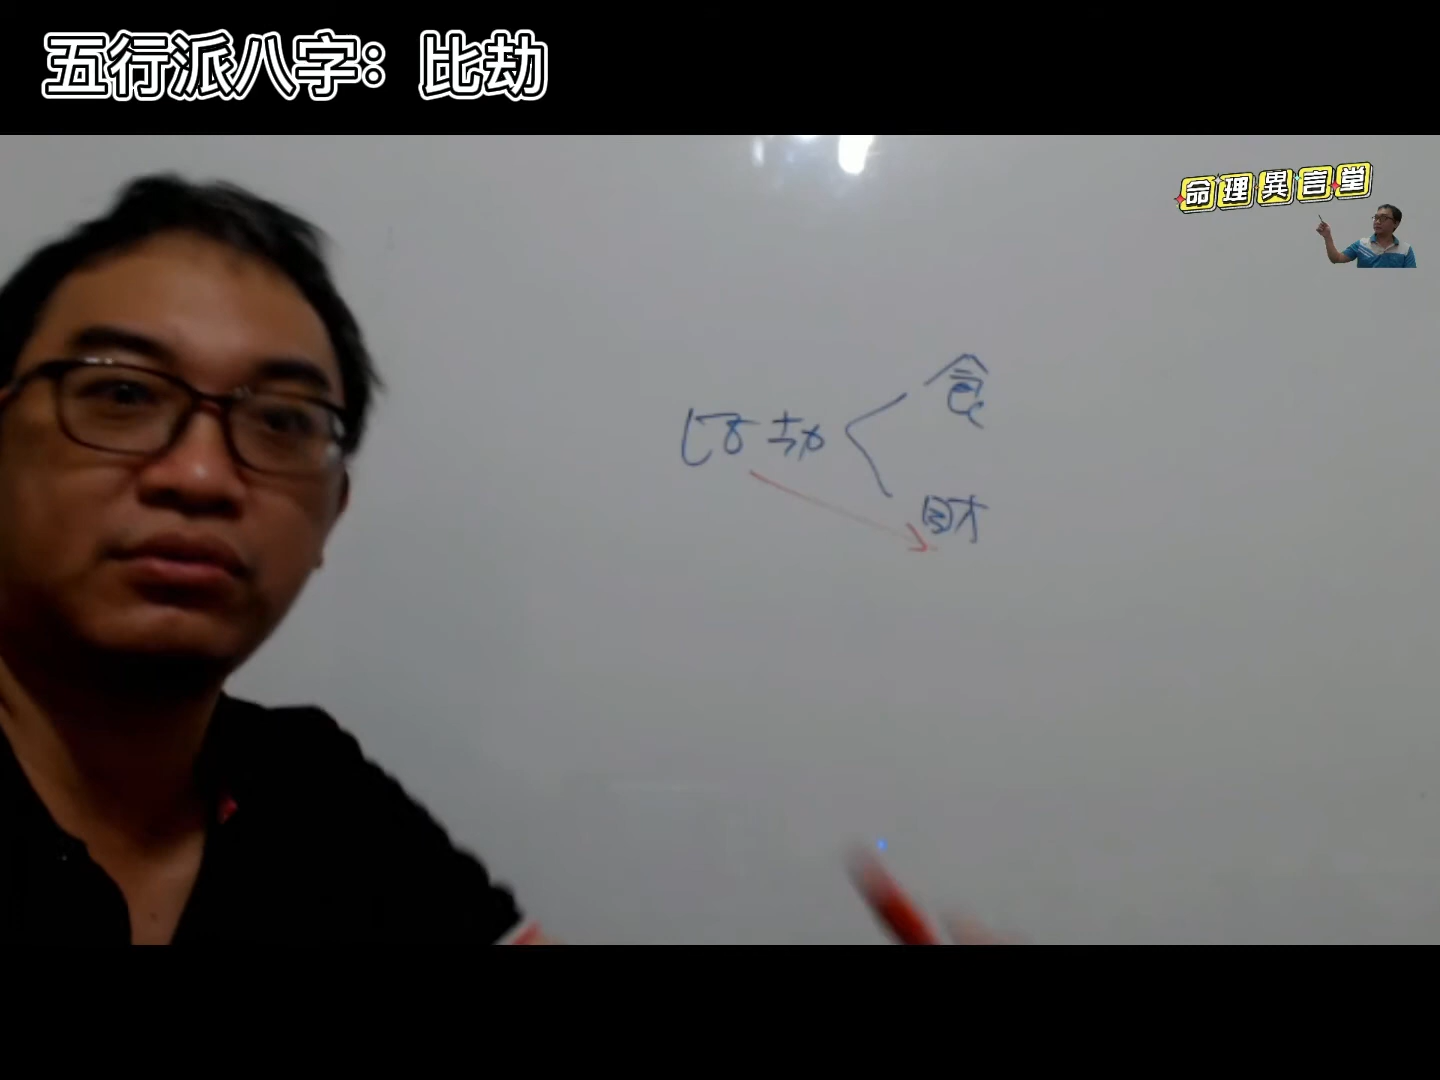 五行派八字：比劫
命理異言堂
比劫
食
財